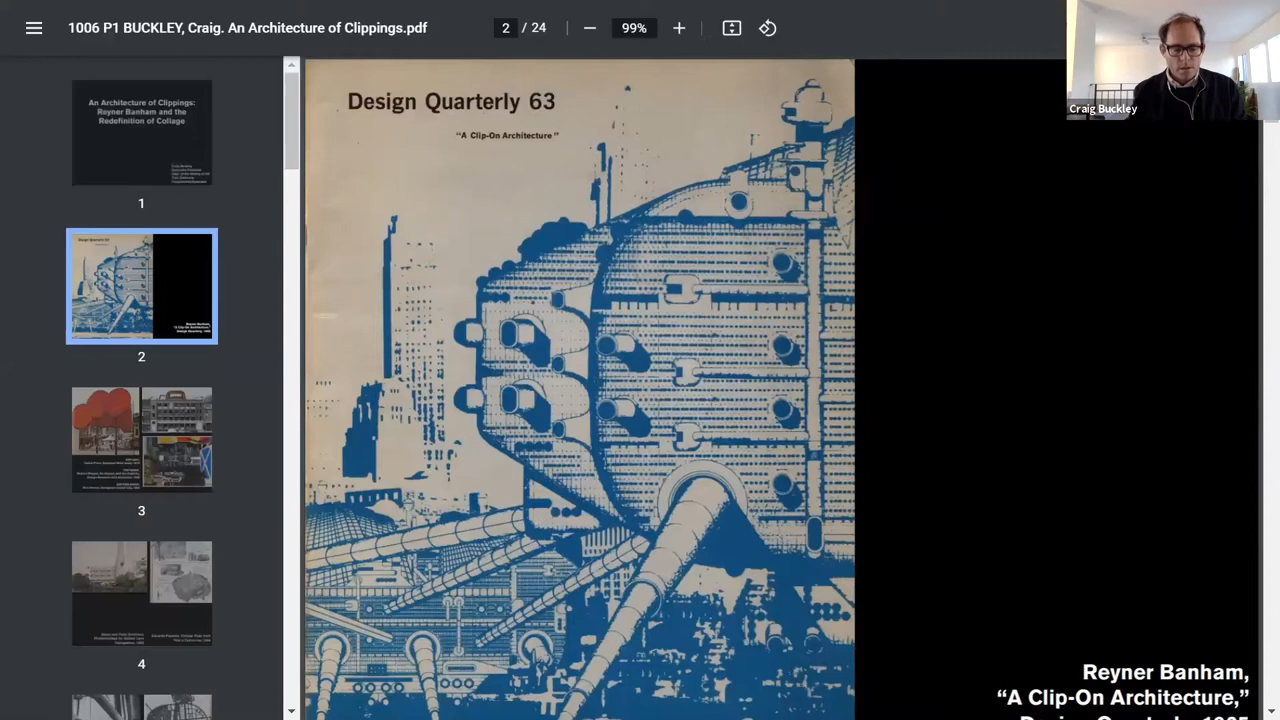 1006 P1 BUCKLEY, Craig. An Architecture of Clippings.pdf
2 / 24
99%
Craig Buckley
An Architecture of Clippings:
Reyner Banham and the
Redefinition of Collage
1
2
3
4
Design Quarterly 63
"A Clip-On Architecture"
Reyner Banham,
“A Clip-On Architecture,”